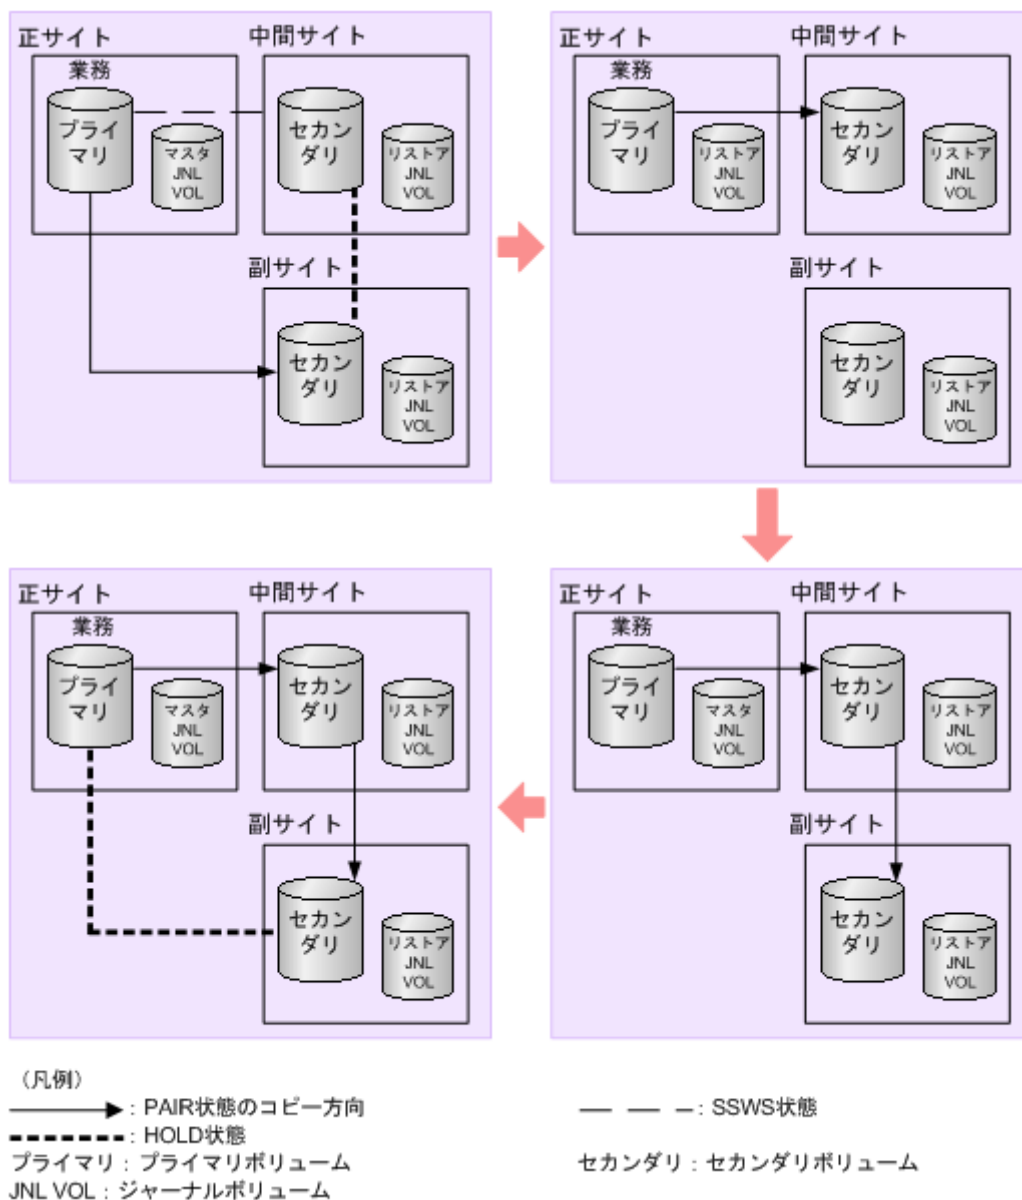 正サイト
中間サイト
業務
プライ
マリ
マスタ
JNL
VOL
セカン
ダリ
リストア
JNL
VOL
副サイト
セカン
ダリ
リストア
JNL
VOL
正サイト
中間サイト
業務
プライ
マリ
リストア
JNL
VOL
セカン
ダリ
リストア
JNL
VOL
副サイト
セカン
ダリ
リストア
JNL
VOL
正サイト
中間サイト
業務
プライ
マリ
マスタ
JNL
VOL
セカン
ダリ
リストア
JNL
VOL
副サイト
セカン
ダリ
リストア
JNL
VOL
正サイト
中間サイト
業務
プライ
マリ
マスタ
JNL
VOL
セカン
ダリ
リストア
JNL
VOL
副サイト
セカン
ダリ
リストア
JNL
VOL
（凡例）
：PAIR状態のコピー方向
：SSWS状態
：HOLD状態
プライマリ：プライマリボリューム
セカンダリ：セカンダリボリューム
JNL VOL：ジャーナルボリューム